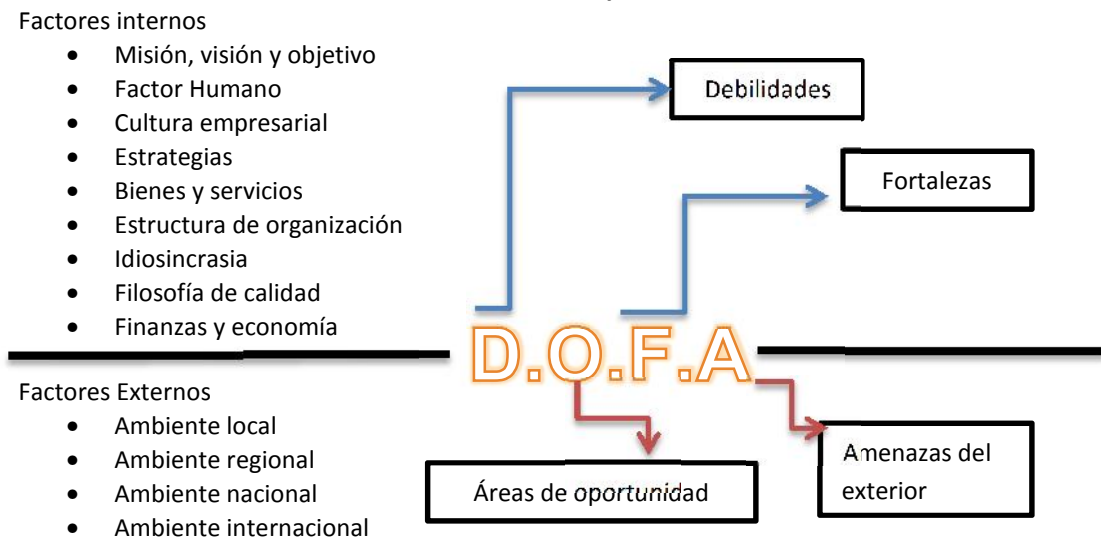 Factores internos
• Misión, visión y objetivo
• Factor Humano
• Cultura empresarial
• Estrategias
• Bienes y servicios
• Estructura de organización
• Idiosincrasia
• Filosofía de calidad
• Finanzas y economía
Debilidades
Fortalezas
D.O.F.A
Factores Externos
• Ambiente local
• Ambiente regional
• Ambiente nacional
• Ambiente internacional
Áreas de oportunidad
Amenazas del
exterior